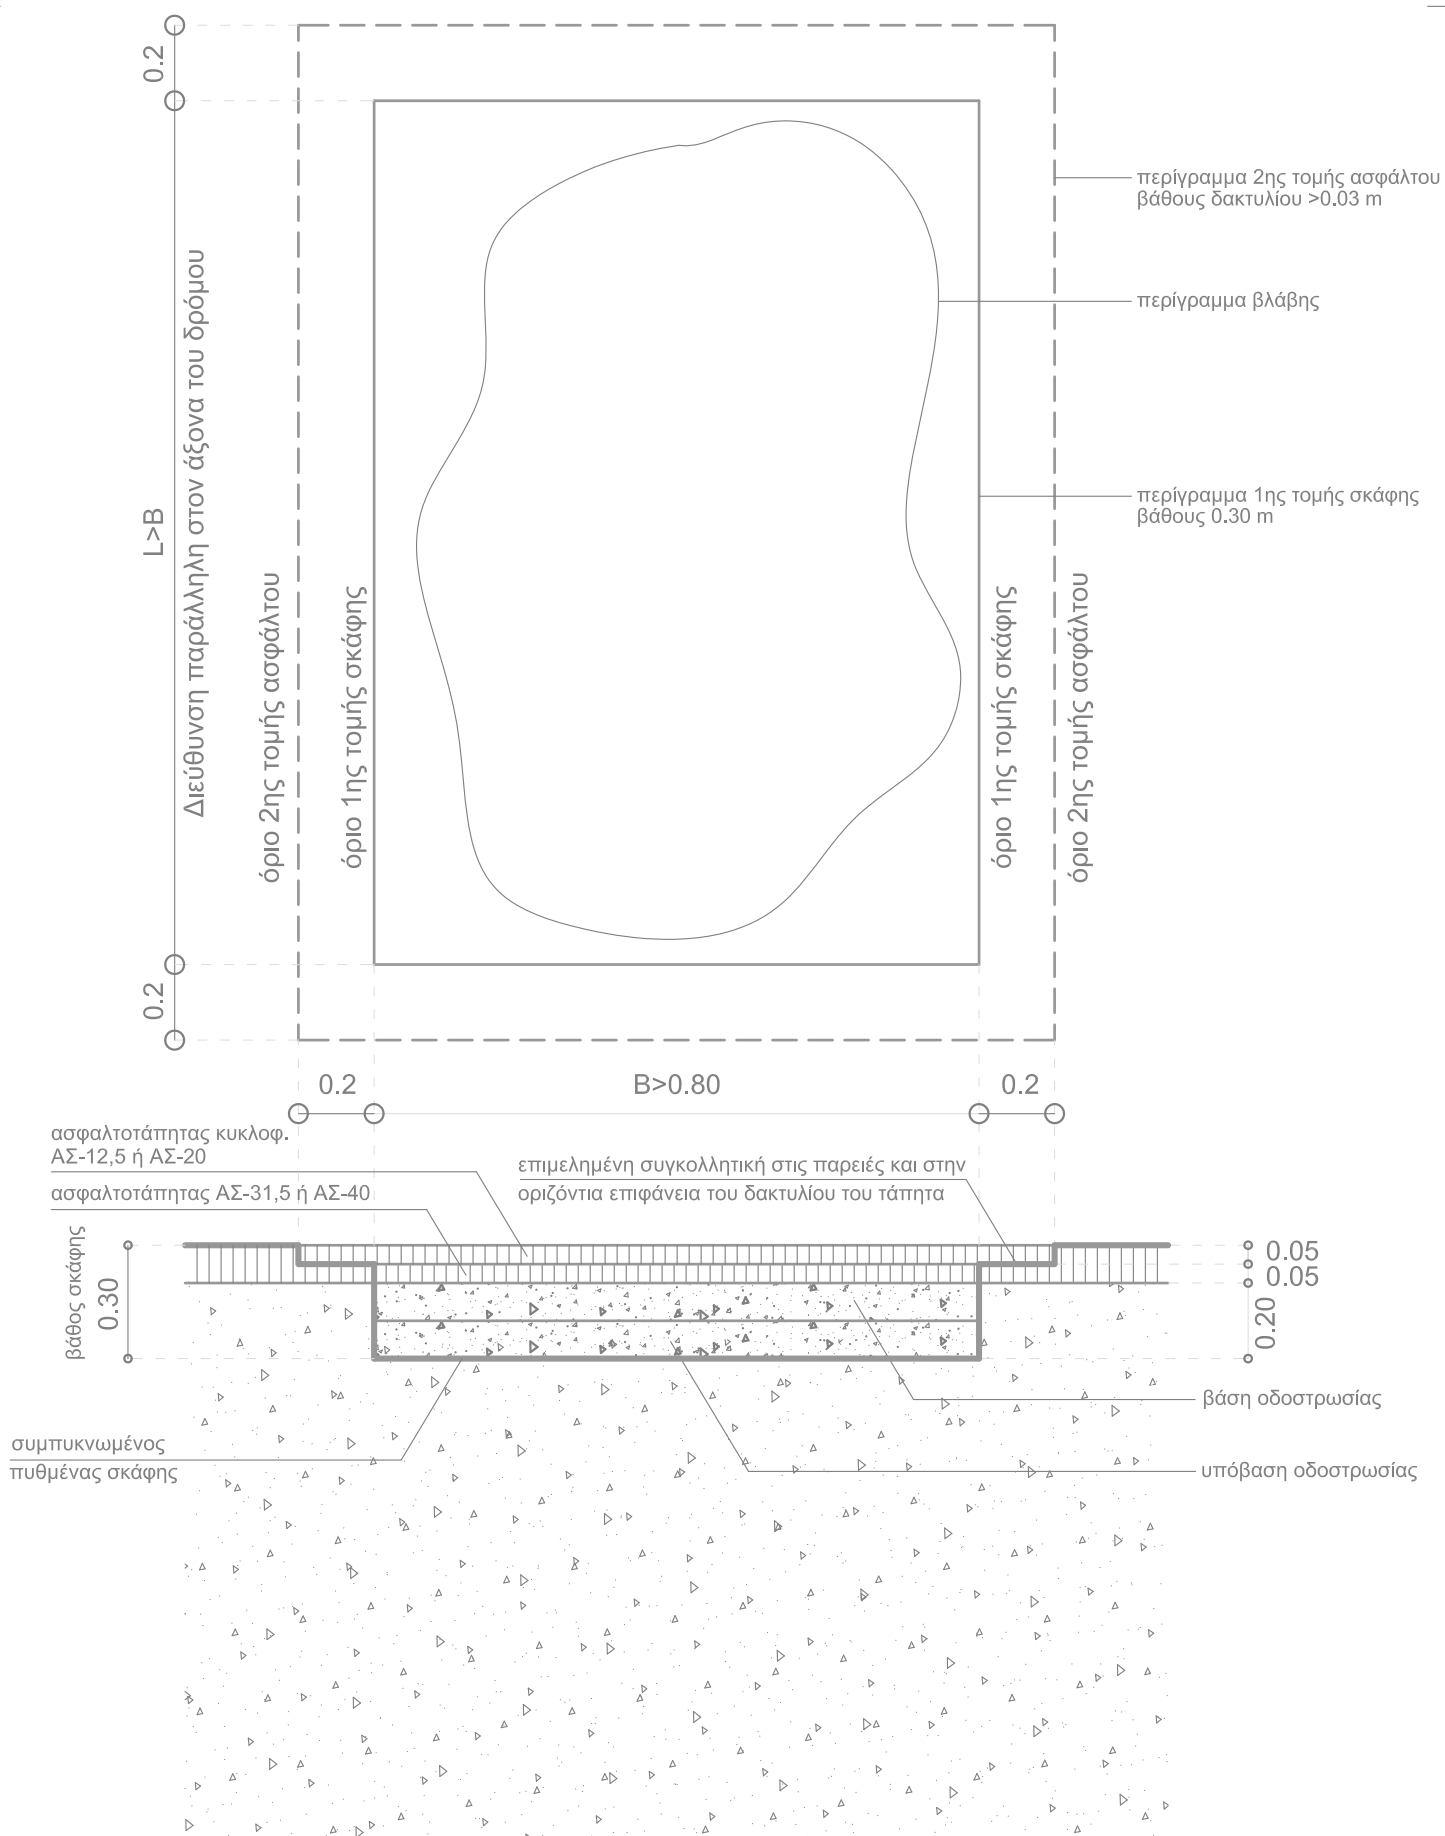 0.2
περίγραμμα 2ης τομής ασφάλτου
βάθους δακτυλίου >0.03 m
περίγραμμα βλάβης
περίγραμμα 1ης τομής σκάφης
βάθους 0.30 m
L>B
Διεύθυνση παράλληλη στον άξονα του δρόμου
όριο 2ης τομής ασφάλτου
όριο 1ης τομής σκάφης
όριο 1ης τομής σκάφης
όριο 2ης τομής ασφάλτου
0.2
0.2
B>0.80
0.2
ασφαλτοτάπητας κυκλοφ.
ΑΣ-12,5 ή ΑΣ-20
ασφαλτοτάπητας ΑΣ-31,5 ή ΑΣ-40
επιμελημένη συγκολλητική στις παρειές και στην
οριζόντια επιφάνεια του δακτυλίου του τάπητα
βάθος σκάφης
0.30
0.05
0.05
0.20
βάση οδοστρωσίας
συμπυκνωμένος
πυθμένας σκάφης
υπόβαση οδοστρωσίας